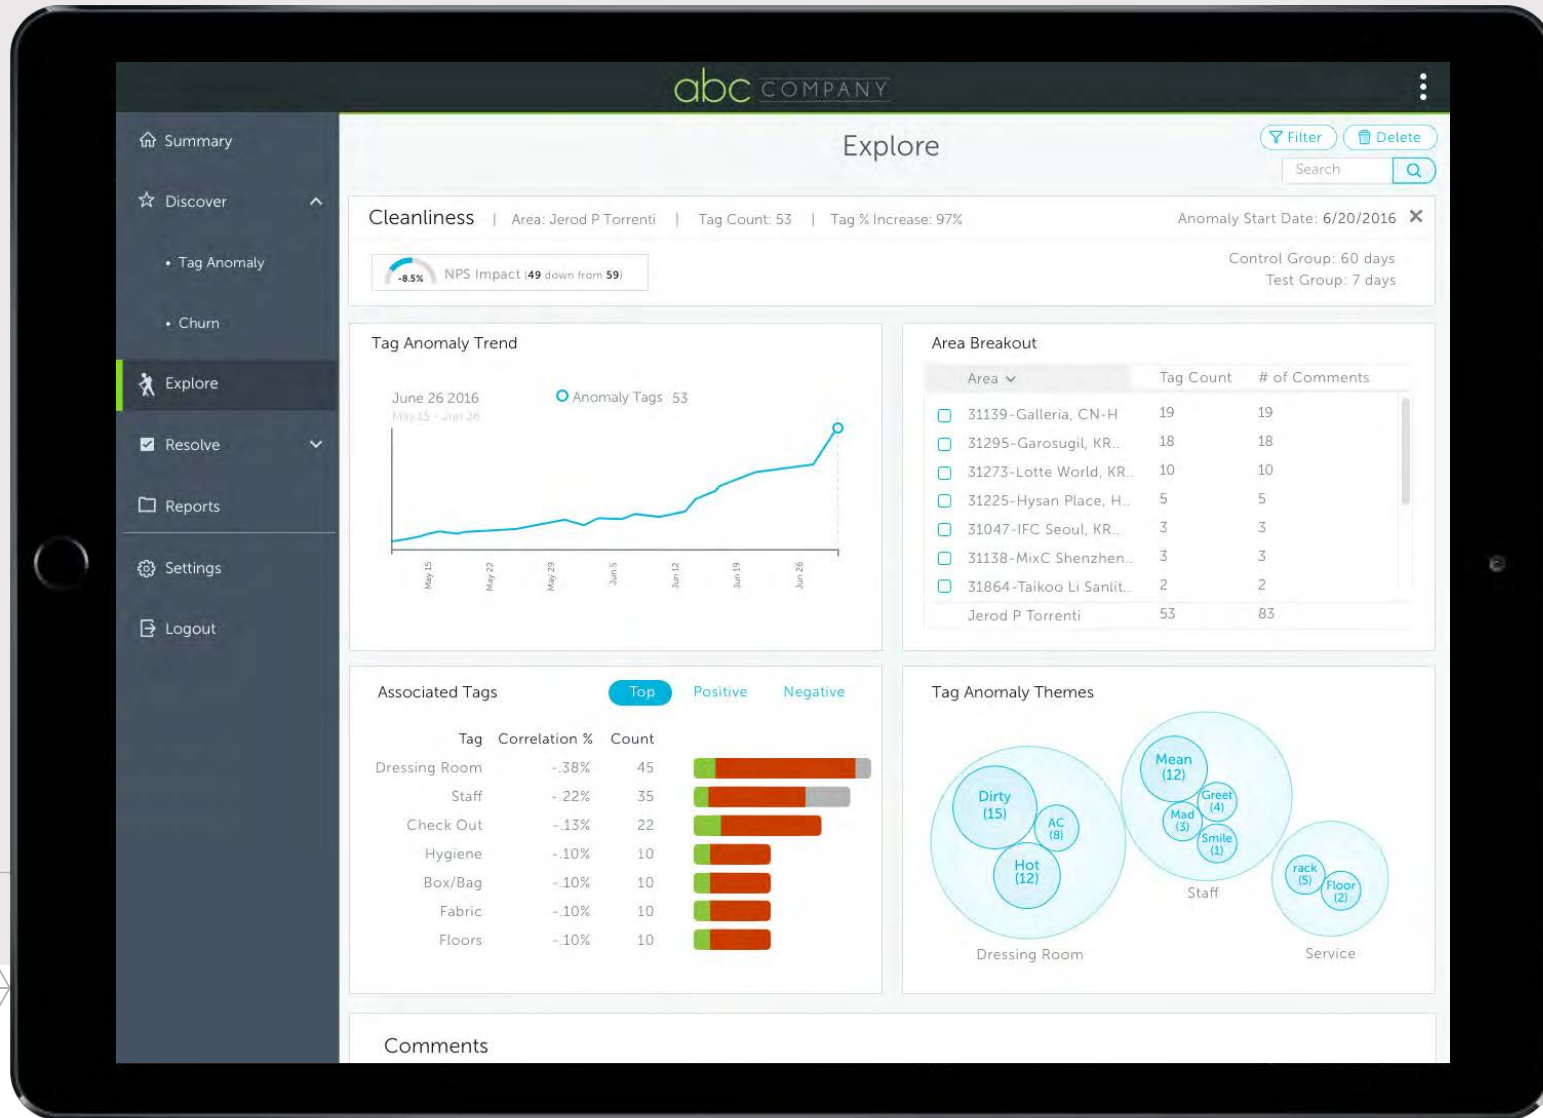 abc COMPANY
Summary
Discover
• Tag Anomaly
• Churn
Explore
Resolve
Reports
Settings
Logout
Explore
Filter
Delete
Search
Cleanliness | Area: Jerod P Torrenti | Tag Count: 53 | Tag % Increase: 97%
Anomaly Start Date: 6/20/2016
-8.5% NPS Impact (49 down from 59)
Control Group: 60 days
Test Group: 7 days
Tag Anomaly Trend
June 26 2016
May 15 - Jun 26
Anomaly Tags 53
May 15
May 22
May 29
Jun 5
Jun 12
Jun 19
Jun 26
Area Breakout
Area Tag Count # of Comments
31139-Galleria, CN-H 19 19
31295-Garosugil, KR.. 18 18
31273-Lotte World, KR.. 10 10
31225-Hysan Place, H.. 5 5
31047-IFC Seoul, KR.. 3 3
31138-MixC Shenzhen.. 3 3
31864-Taikoo Li Sanlit.. 2 2
Jerod P Torrenti 53 83
Associated Tags
Top Positive Negative
Tag Correlation % Count
Dressing Room -.38% 45
Staff -.22% 35
Check Out -.13% 22
Hygiene -.10% 10
Box/Bag -.10% 10
Fabric -.10% 10
Floors -.10% 10
Tag Anomaly Themes
Dirty
(15)
AC
(8)
Hot
(12)
Dressing Room
Mean
(12)
Greet
(4)
Mad
(3)
Smile
(1)
Staff
rack
(5)
Floor
(2)
Service
Comments